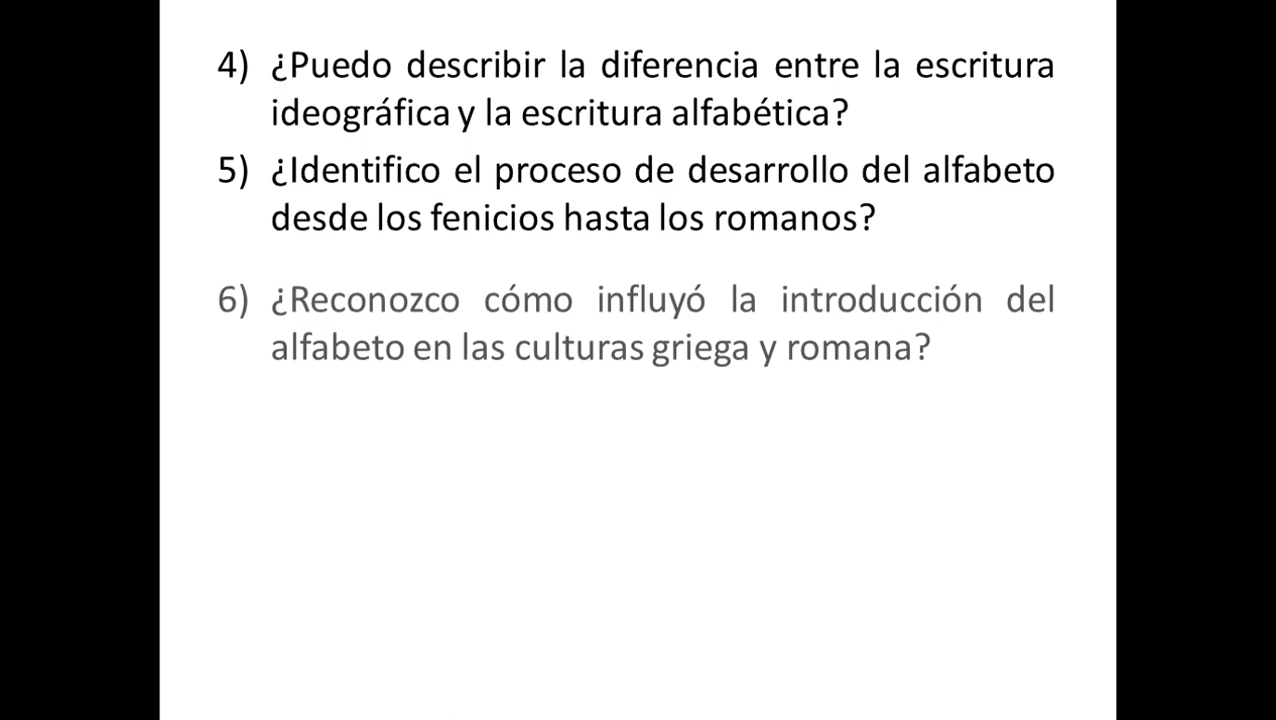 4) ¿Puedo describir la diferencia entre la escritura
ideográfica y la escritura alfabética?
5) ¿Identifico el proceso de desarrollo del alfabeto
desde los fenicios hasta los romanos?
6) ¿Reconozco cómo influyó la introducción del
alfabeto en las culturas griega y romana?